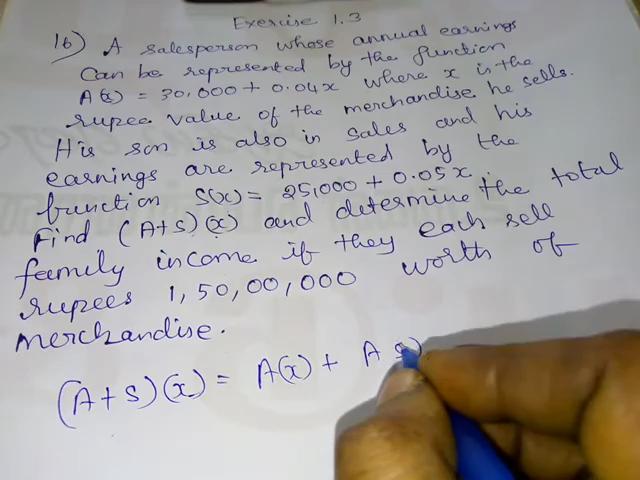 Exercise 1.3
16) A salesperson whose annual earnings
Can be represented by the function
A(x) = 30,000 + 0.04x where x is the
rupee value of the merchandise he sells.
His son is also in sales and his
earnings are represented by the
function S(x) = 25,000 + 0.05x.
Find (A+S)(x) and determine the total
family income if they each sell
rupees 1,50,00,000 worth of
merchandise.
(A+S)(x) = A(x) + A S